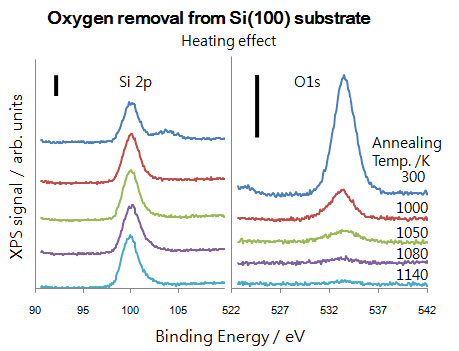 Oxygen removal from Si(100) substrate
Heating effect
Si 2p
O1s
Annealing
Temp. /K
300
1000
1050
1080
1140
XPS signal / arb. units
90 95 100 105 522 527 532 537 542
Binding Energy / eV